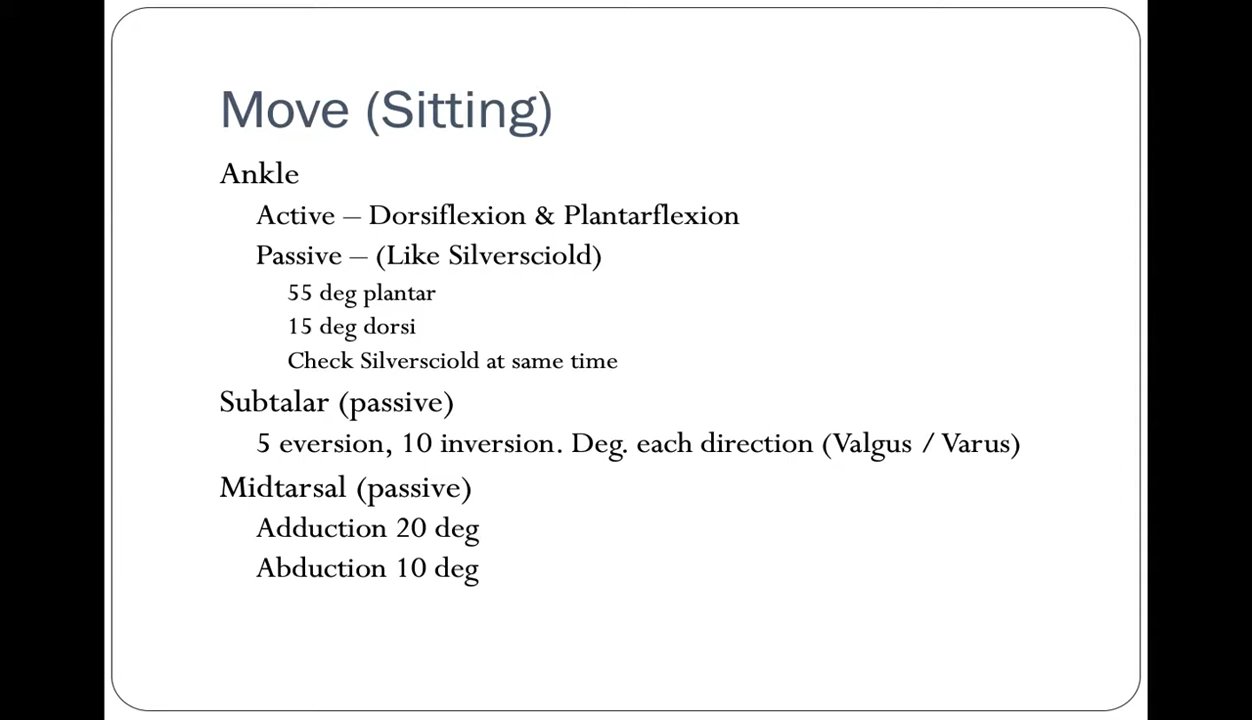 Move (Sitting)
Ankle
Active – Dorsiflexion & Plantarflexion
Passive – (Like Silversciold)
55 deg plantar
15 deg dorsi
Check Silversciold at same time
Subtalar (passive)
5 eversion, 10 inversion. Deg. each direction (Valgus / Varus)
Midtarsal (passive)
Adduction 20 deg
Abduction 10 deg